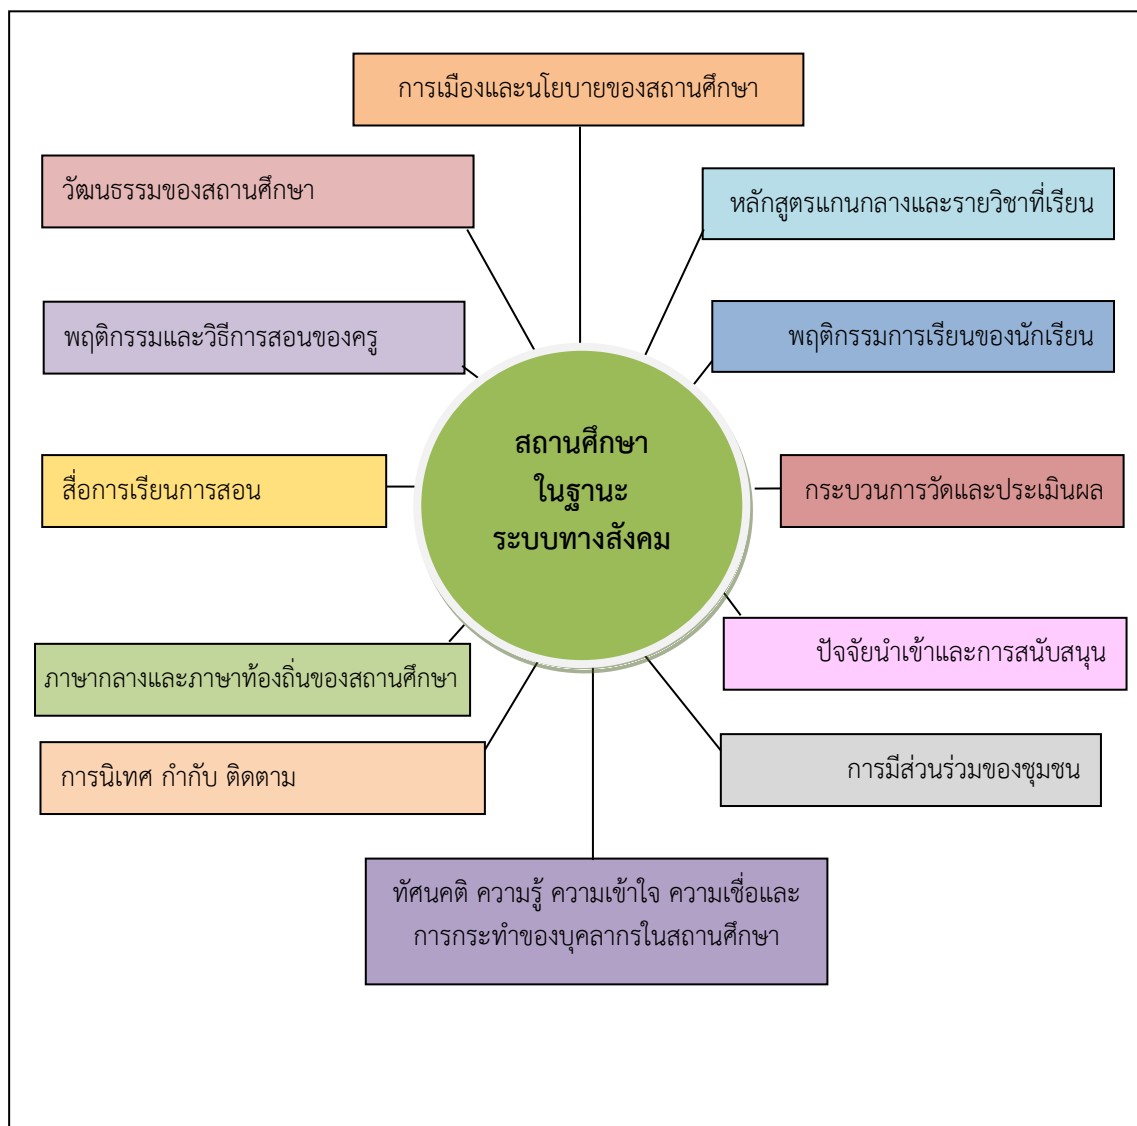 การเมืองและนโยบายของสถานศึกษา
วัฒนธรรมของสถานศึกษา
หลักสูตรแกนกลางและรายวิชาที่เรียน
พฤติกรรมและวิธีการสอนของครู
พฤติกรรมการเรียนของนักเรียน
สถานศึกษา
ในฐานะ
ระบบทางสังคม
สื่อการเรียนการสอน
กระบวนการวัดและประเมินผล
ปัจจัยนำเข้าและการสนับสนุน
ภาษากลางและภาษาท้องถิ่นของสถานศึกษา
การนิเทศ กำกับ ติดตาม
การมีส่วนร่วมของชุมชน
ทัศนคติ ความรู้ ความเข้าใจ ความเชื่อและ
การกระทำของบุคลากรในสถานศึกษา